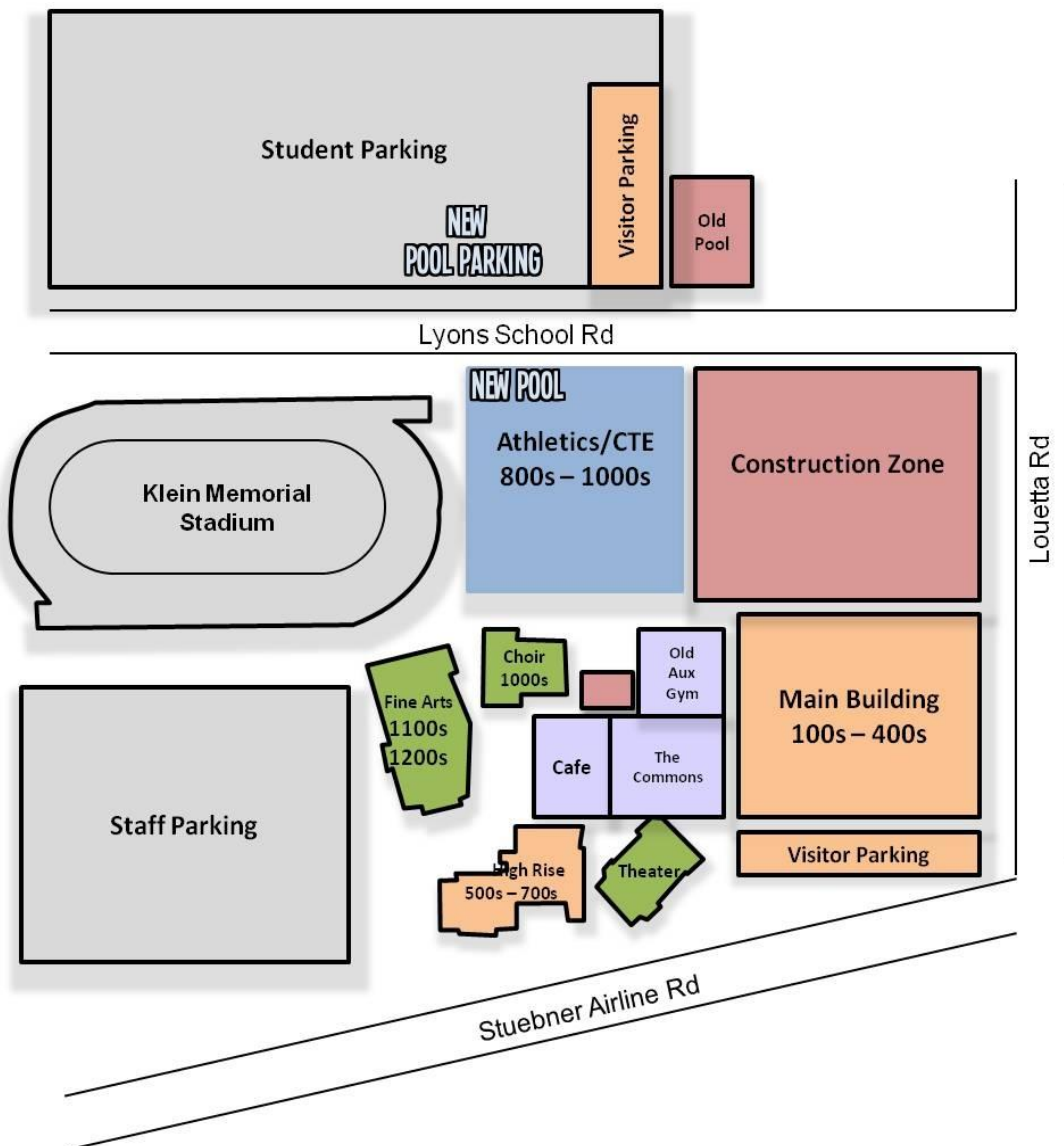 Student Parking
Visitor Parking
NEW
POOL PARKING
Old
Pool
Lyons School Rd
NEW POOL
Athletics/CTE
800s – 1000s
Construction Zone
Louetta Rd
Klein Memorial
Stadium
Choir
1000s
Old
Aux
Gym
Fine Arts
1100s
1200s
Main Building
100s – 400s
Cafe
The
Commons
Staff Parking
Visitor Parking
High Rise
500s – 700s
Theater
Stuebner Airline Rd